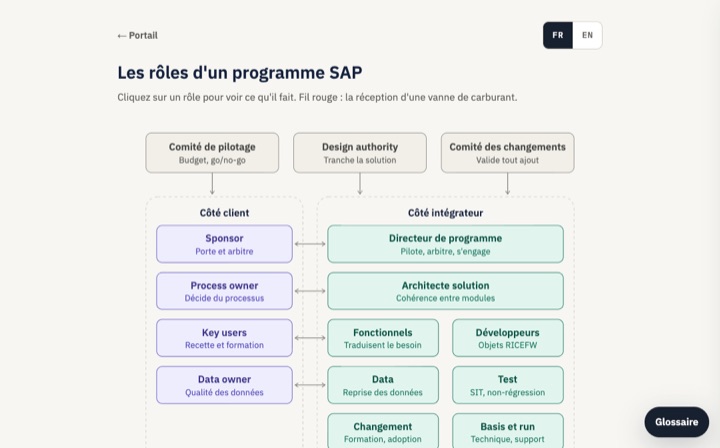 ← Portail
FR EN
Les rôles d'un programme SAP
Cliquez sur un rôle pour voir ce qu'il fait. Fil rouge : la réception d'une vanne de carburant.
Comité de pilotage
Budget, go/no-go
Design authority
Tranche la solution
Comité des changements
Valide tout ajout
Côté client
Côté intégrateur
Sponsor
Porte et arbitre
Directeur de programme
Pilote, arbitre, s'engage
Process owner
Décide du processus
Architecte solution
Cohérence entre modules
Key users
Recette et formation
Fonctionnels
Traduisent le besoin
Développeurs
Objets RICEFW
Data owner
Qualité des données
Data
Reprise des données
Test
SIT, non-régression
Changement
Formation, adoption
Basis et run
Technique, support
Glossaire